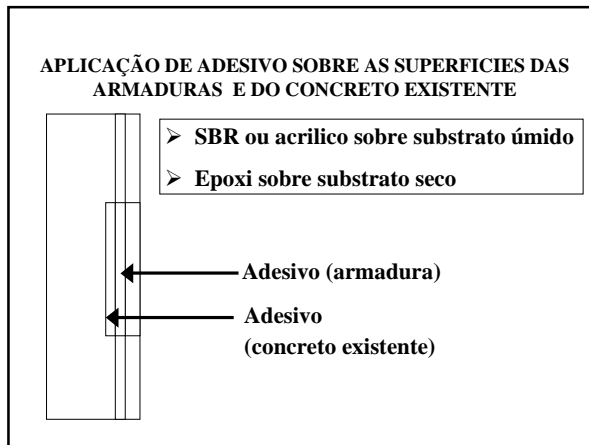 APLICAÇÃO DE ADESIVO SOBRE AS SUPERFICIES DAS
ARMADURAS E DO CONCRETO EXISTENTE
➢ SBR ou acrilico sobre substrato úmido
➢ Epoxi sobre substrato seco
Adesivo (armadura)
Adesivo
(concreto existente)